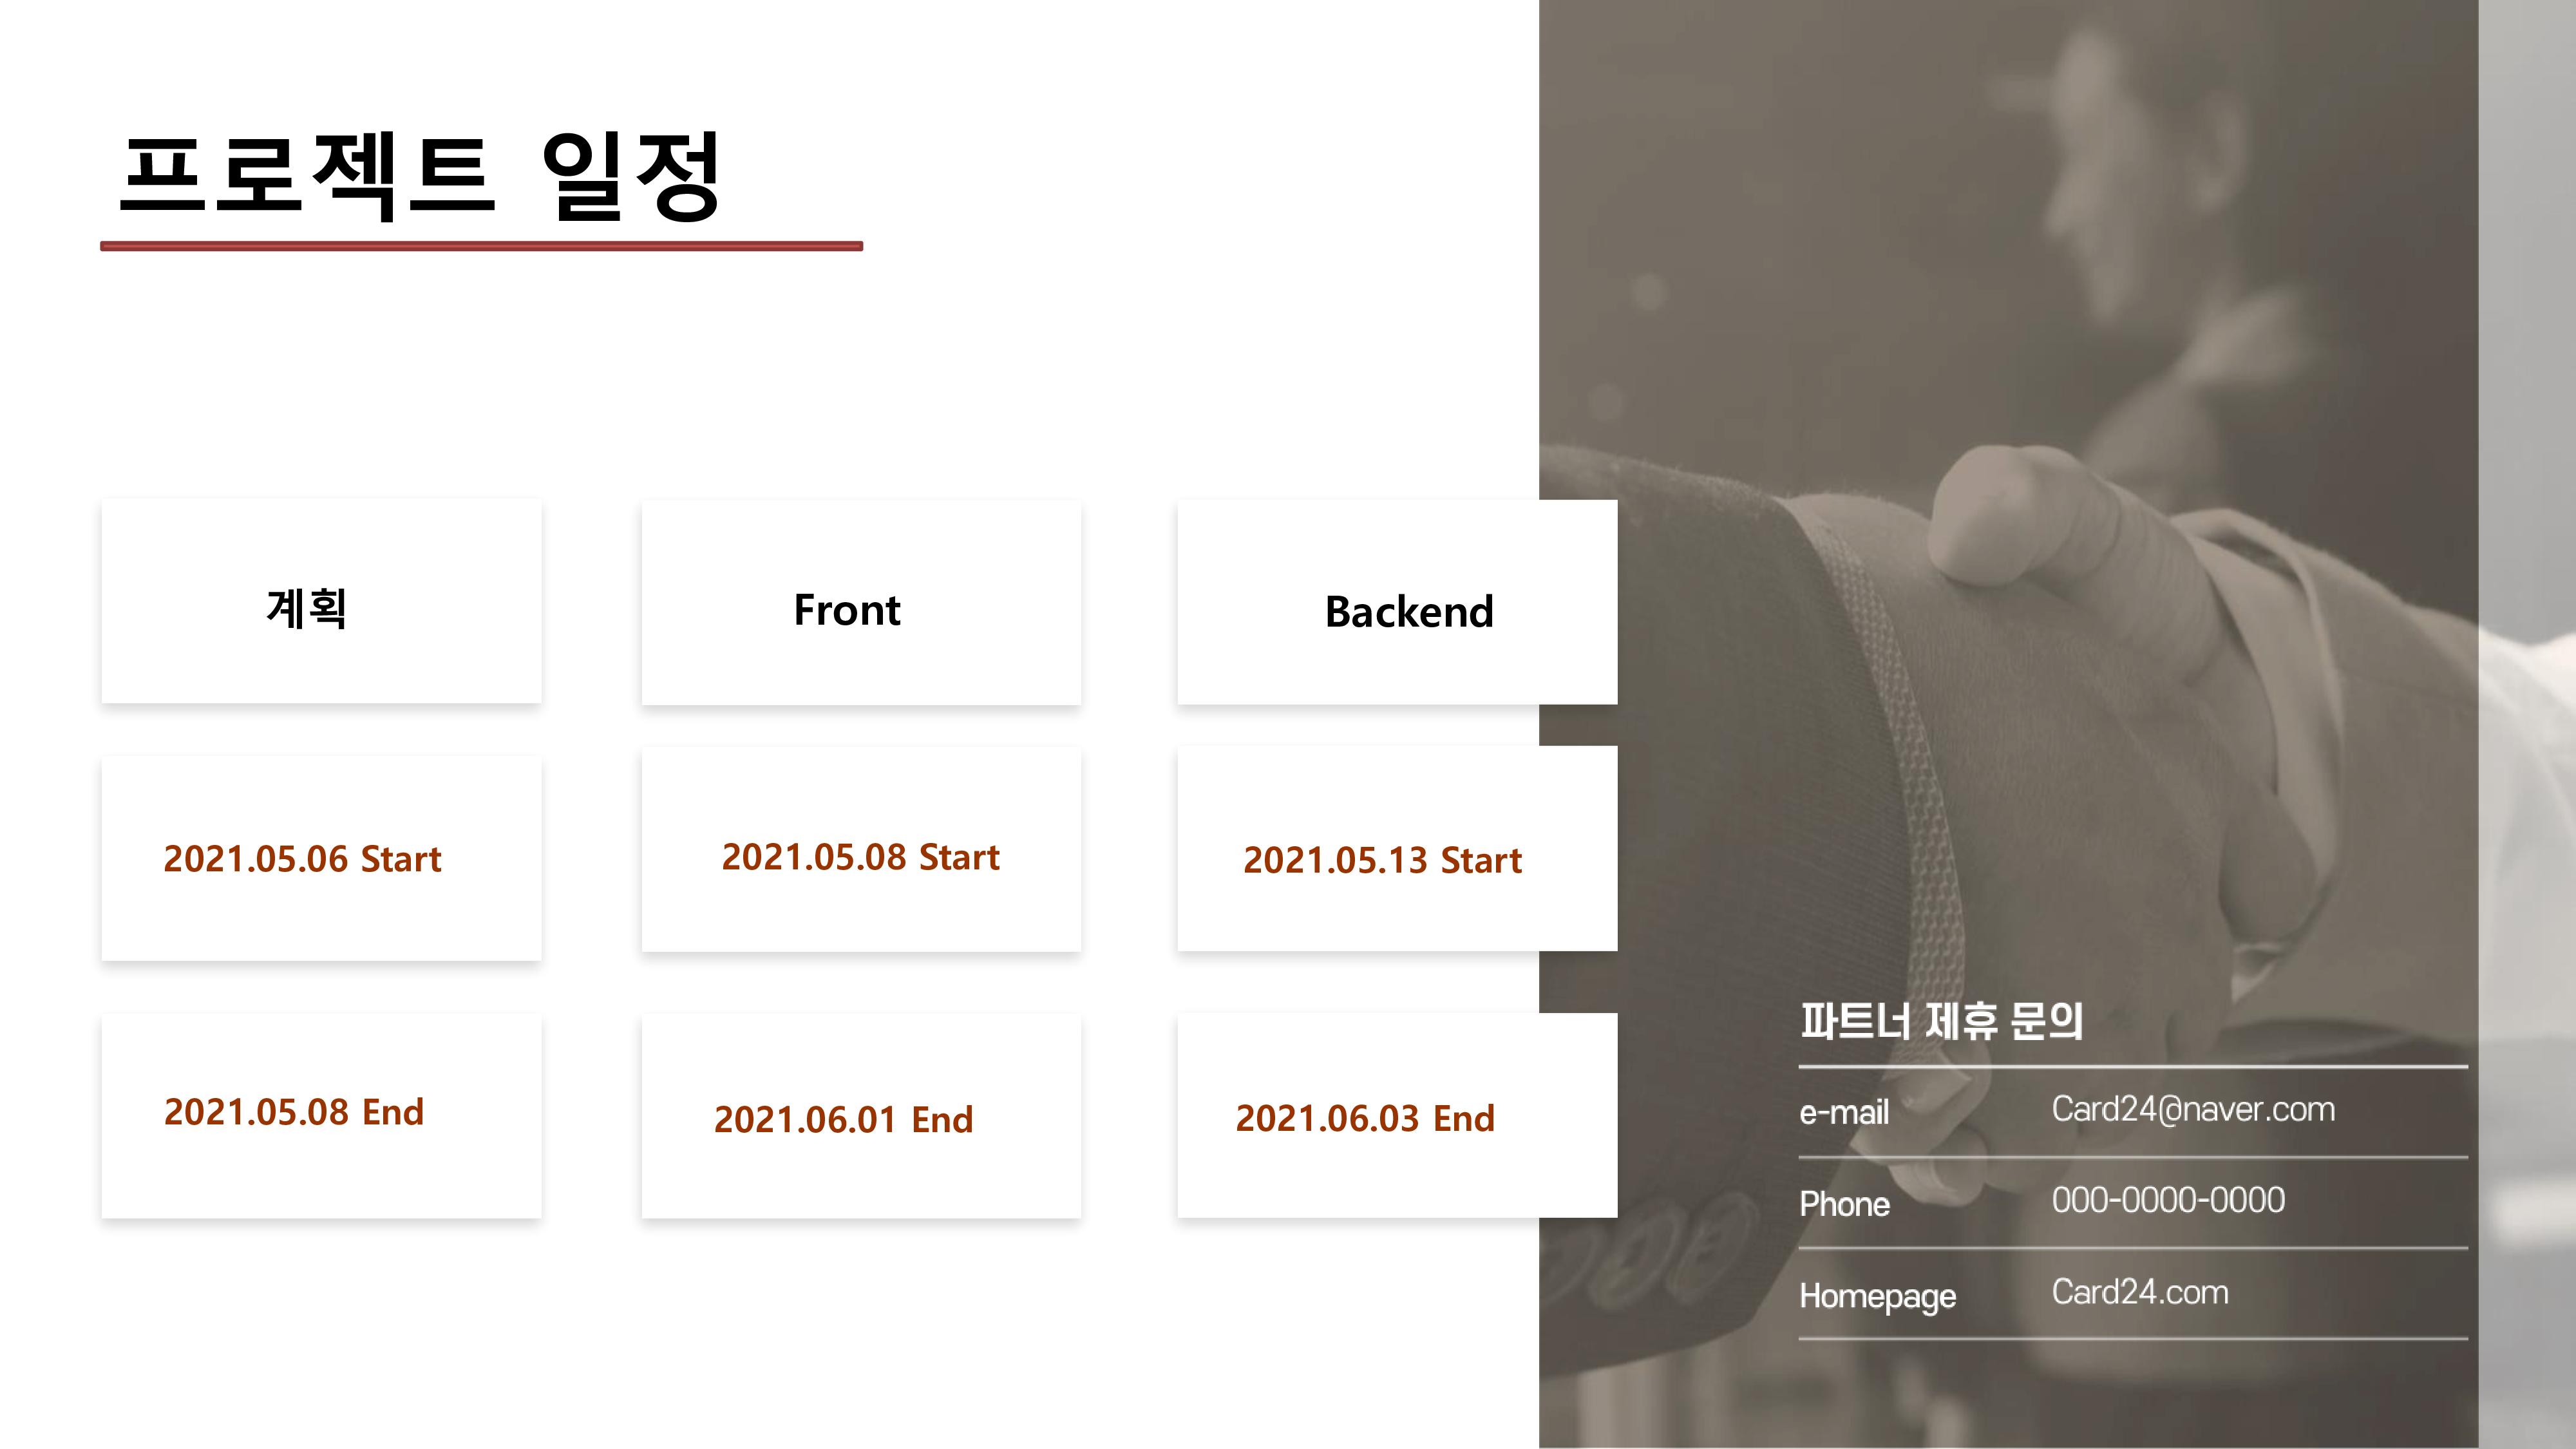 프로젝트 일정
계획
Front
Backend
2021.05.06 Start
2021.05.08 Start
2021.05.13 Start
2021.05.08 End
2021.06.01 End
2021.06.03 End
파트너 제휴 문의
e-mail Card24@naver.com
Phone 000-0000-0000
Homepage Card24.com